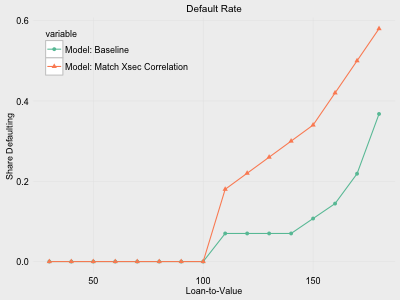 Default Rate
variable
Model: Baseline
Model: Match Xsec Correlation
Share Defaulting
0.6
0.4
0.2
0.0
50
100
150
Loan-to-Value